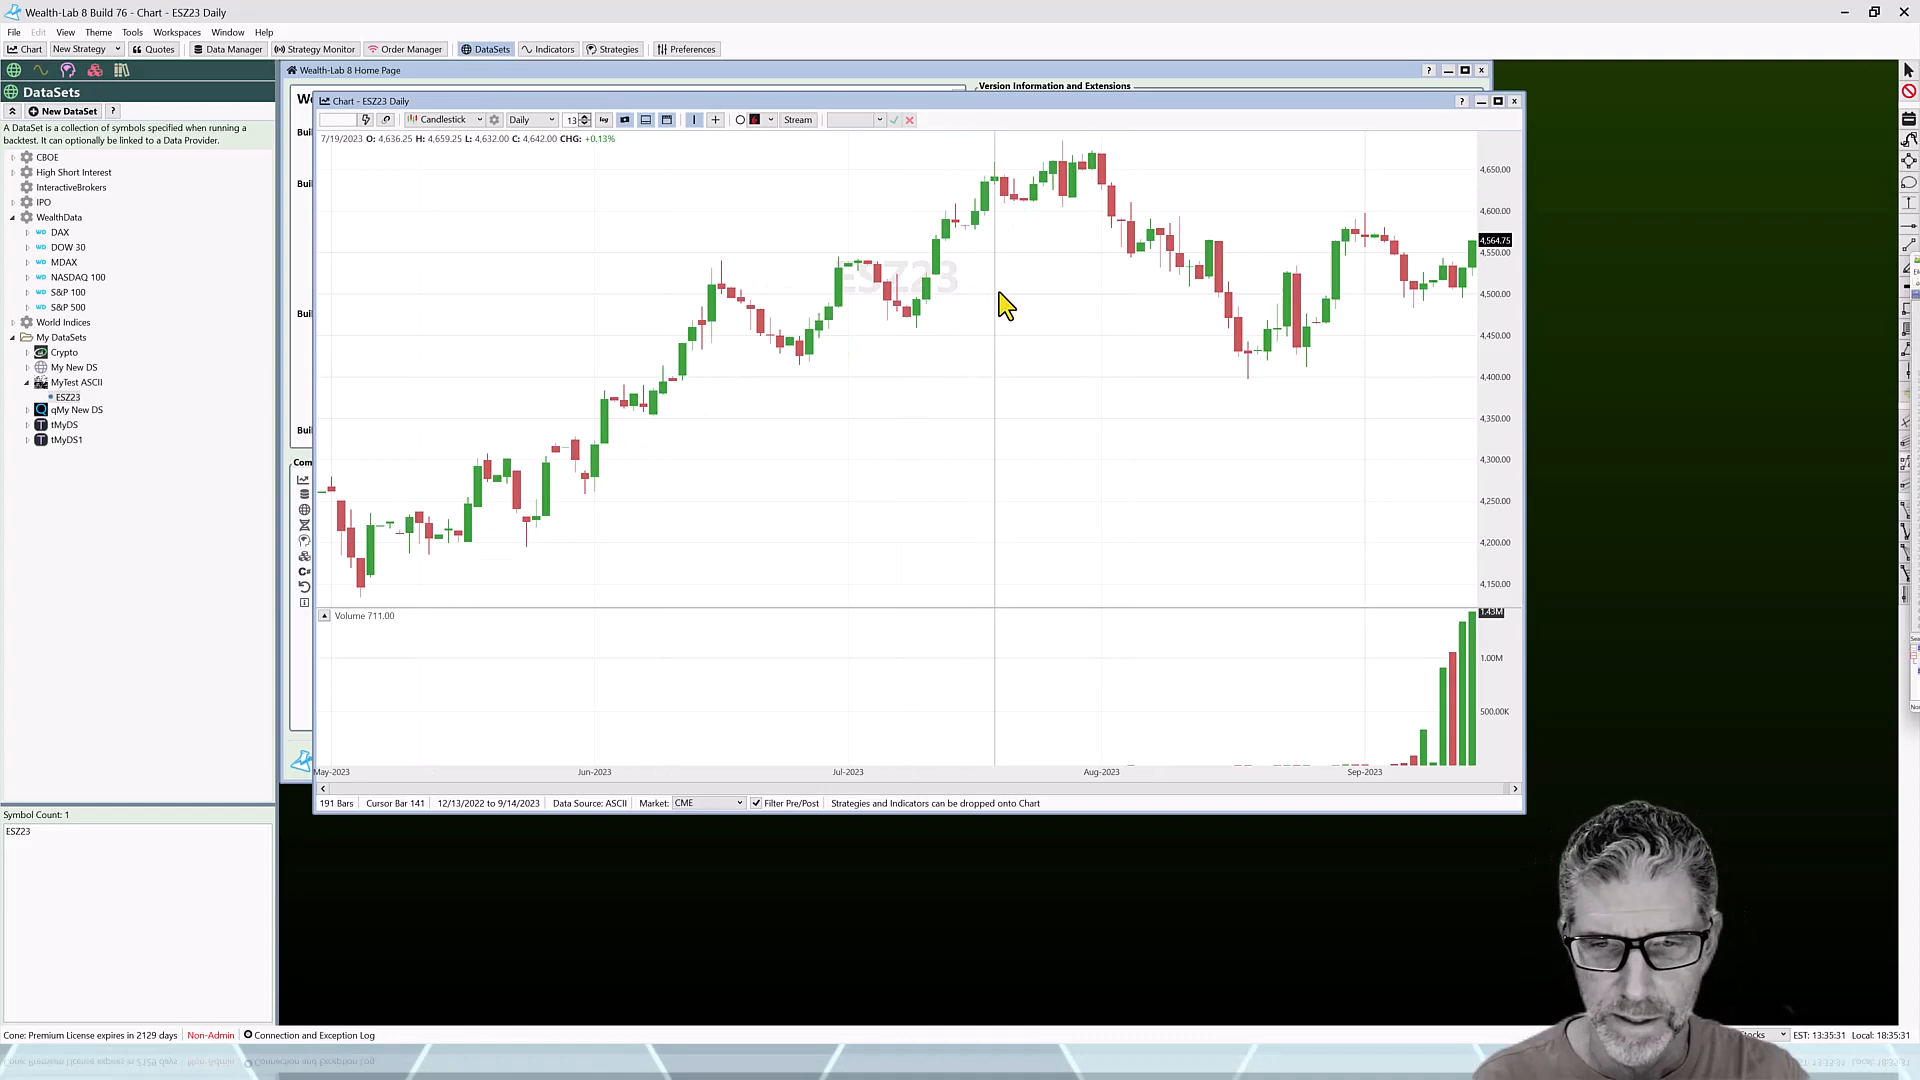 Wealth-Lab 8 Build 76 - Chart - ESZ23 Daily
File Edit View Theme Tools Workspaces Window Help
Chart New Strategy Quotes Data Manager Strategy Monitor Order Manager DataSets Indicators Strategies Preferences
DataSets
New DataSet ?
A DataSet is a collection of symbols specified when running a
backtest. It can optionally be linked to a Data Provider.
CBOE
High Short Interest
InteractiveBrokers
IPO
WealthData
WD DAX
WD DOW 30
WD MDAX
WD NASDAQ 100
WD S&P 100
WD S&P 500
World Indices
My DataSets
Crypto
My New DS
MyTest ASCII
ESZ23
qMy New DS
tMyDS
tMyDS1
Symbol Count: 1
ESZ23
Wealth-Lab 8 Home Page ?
Version Information and Extensions
Chart - ESZ23 Daily ?
Candlestick Daily 13 log Stream
7/19/2023 O: 4,636.25 H: 4,659.25 L: 4,632.00 C: 4,642.00 CHG: +0.13%
ESZ23
4,650.00
4,600.00
4,564.75
4,550.00
4,500.00
4,450.00
4,400.00
4,350.00
4,300.00
4,250.00
4,200.00
4,150.00
Volume 711.00
1.43M
1.00M
500.00K
May-2023 Jun-2023 Jul-2023 Aug-2023 Sep-2023
191 Bars Cursor Bar 141 12/13/2022 to 9/14/2023 Data Source: ASCII Market: CME Filter Pre/Post Strategies and Indicators can be dropped onto Chart
Cone: Premium License expires in 2129 days Non-Admin Connection and Exception Log
EST: 13:35:31 Local: 18:35:31